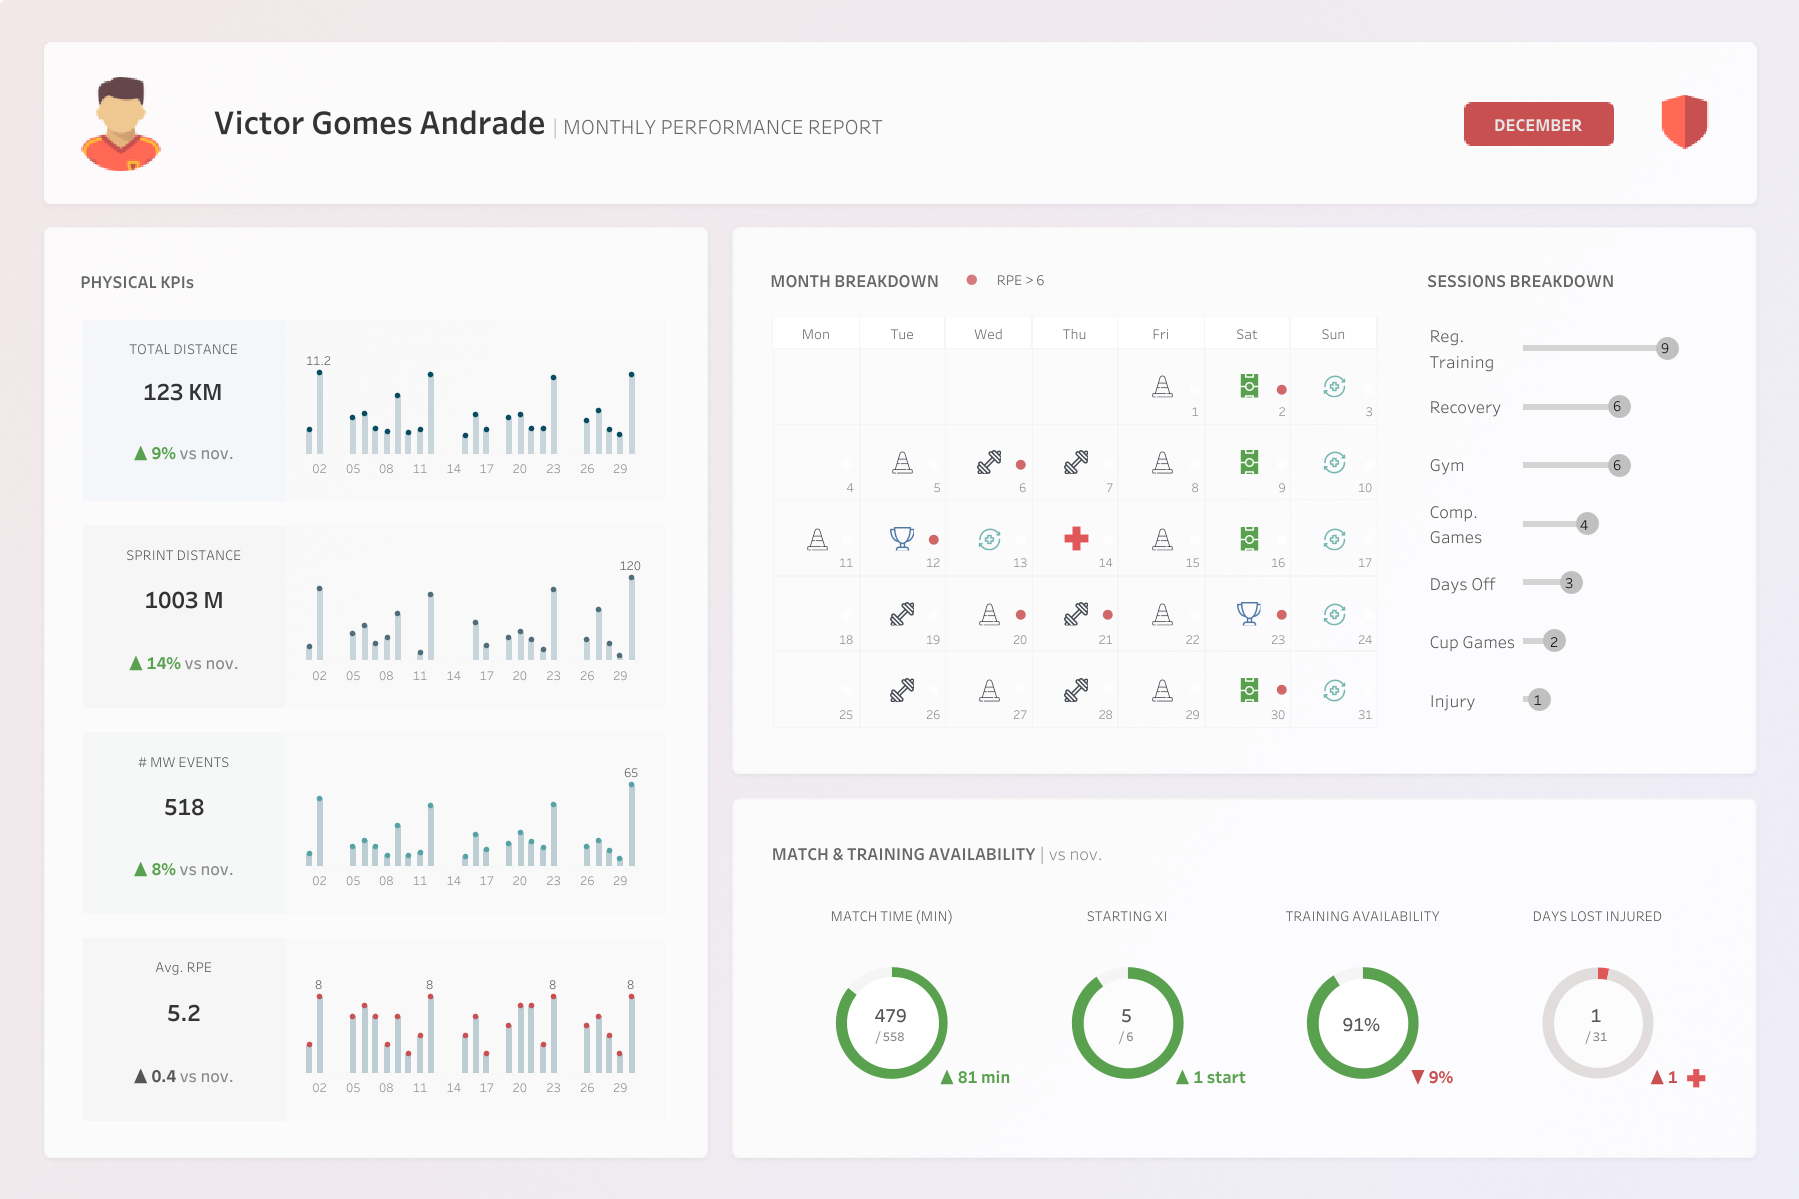 Victor Gomes Andrade | MONTHLY PERFORMANCE REPORT
DECEMBER
PHYSICAL KPIs
TOTAL DISTANCE
123 KM
▲ 9% vs nov.
11.2
02 05 08 11 14 17 20 23 26 29
SPRINT DISTANCE
1003 M
▲ 14% vs nov.
120
02 05 08 11 14 17 20 23 26 29
# MW EVENTS
518
▲ 8% vs nov.
65
02 05 08 11 14 17 20 23 26 29
Avg. RPE
5.2
▲ 0.4 vs nov.
8 8 8 8
02 05 08 11 14 17 20 23 26 29
MONTH BREAKDOWN RPE > 6
Mon Tue Wed Thu Fri Sat Sun
1 2 3
4 5 6 7 8 9 10
11 12 13 14 15 16 17
18 19 20 21 22 23 24
25 26 27 28 29 30 31
SESSIONS BREAKDOWN
Reg.
Training 9
Recovery 6
Gym 6
Comp.
Games 4
Days Off 3
Cup Games 2
Injury 1
MATCH & TRAINING AVAILABILITY | vs nov.
MATCH TIME (MIN)
479
/ 558
▲ 81 min
STARTING XI
5
/ 6
▲ 1 start
TRAINING AVAILABILITY
91%
▼ 9%
DAYS LOST INJURED
1
/ 31
▲ 1